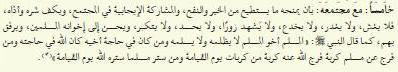 خامسًا: مع مجتمعه: بأن يمنحه ما يستطيع من الخير والنفع، والمشاركة الإيجابية في المجتمع، ويكف شره وأذاه،
فلا يغش، ولا يغدر، ولا يخدع، ولا يشهد زورًا، ولا يحسد، ولا يتكبر، ويحسن إلى إخوانه المسلمين، ويرفق
بهم، كما قال النبي ﷺ: « المسلم أخو المسلم لا يظلمه ولا يسلمه ومن كان في حاجة أخيه كان الله في حاجته ومن
فرج عن مسلم كربة فرج الله عنه كربة من كربات يوم القيامة ومن ستر مسلما ستره الله يوم القيامة»